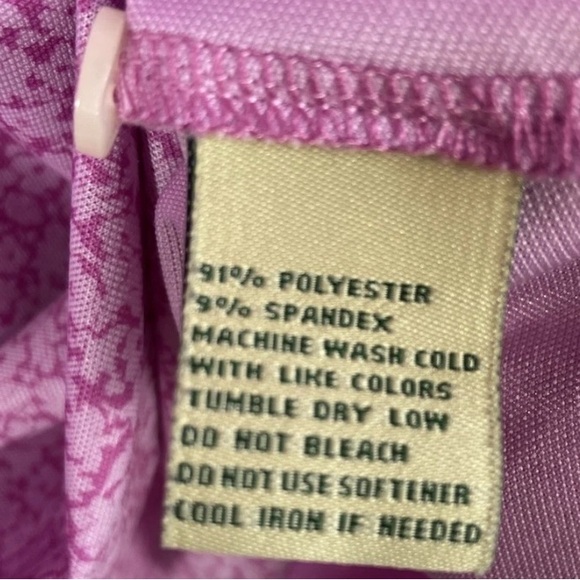 91% POLYESTER
9% SPANDEX
MACHINE WASH COLD
WITH LIKE COLORS
TUMBLE DRY LOW
DO NOT BLEACH
DO NOT USE SOFTENER
COOL IRON IF NEEDED